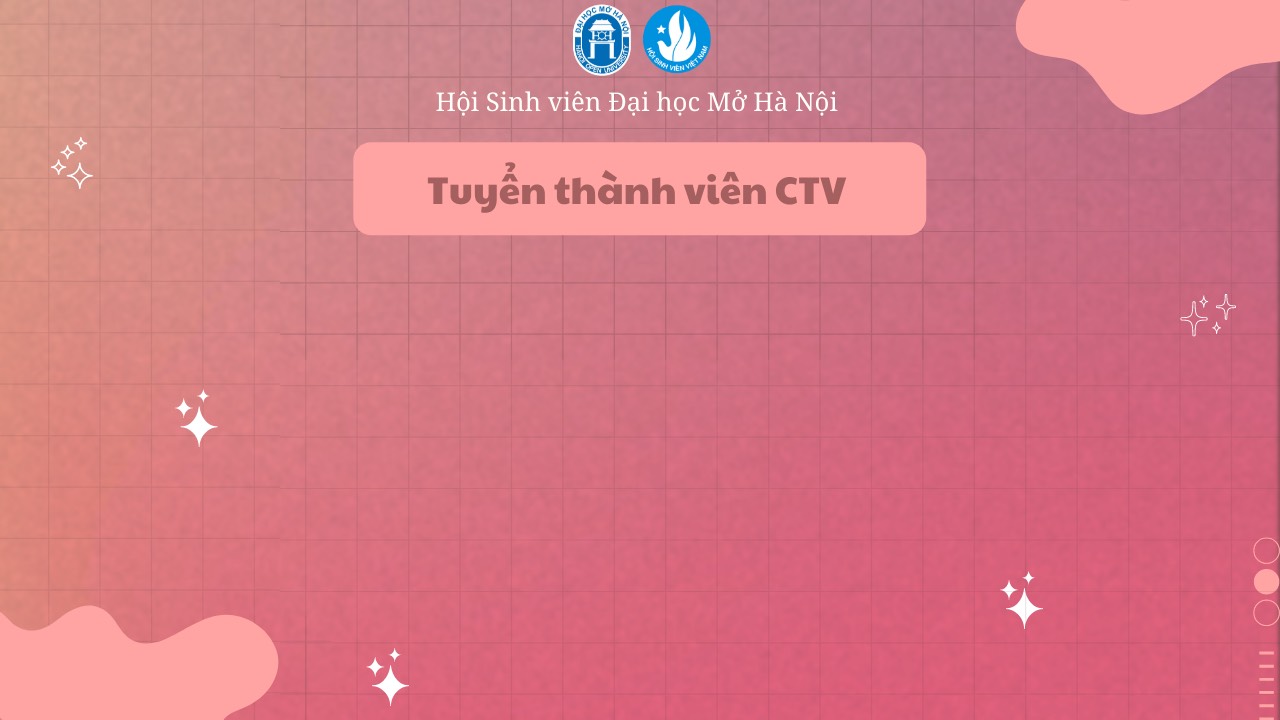 ĐẠI HỌC MỞ HÀ NỘI
HANOI OPEN UNIVERSITY
HỘI SINH VIÊN VIỆT NAM
Hội Sinh viên Đại học Mở Hà Nội
Tuyển thành viên CTV